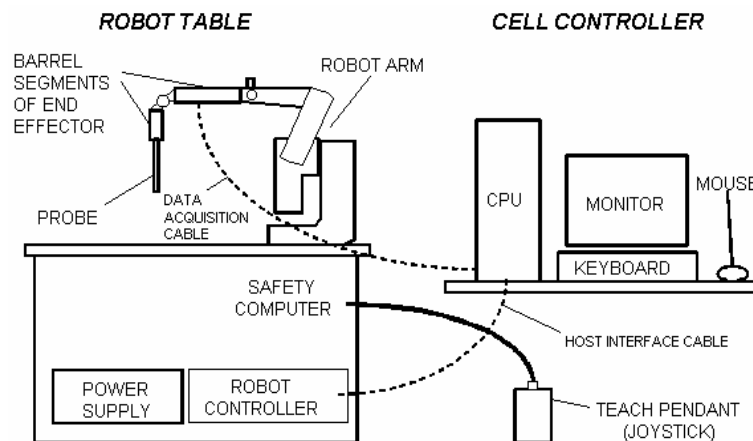 ROBOT TABLE
CELL CONTROLLER
BARREL
SEGMENTS
OF END
EFFECTOR
ROBOT ARM
PROBE
DATA
ACQUISITION
CABLE
CPU
MONITOR
MOUSE
KEYBOARD
SAFETY
COMPUTER
HOST INTERFACE CABLE
POWER
SUPPLY
ROBOT
CONTROLLER
TEACH PENDANT
(JOYSTICK)